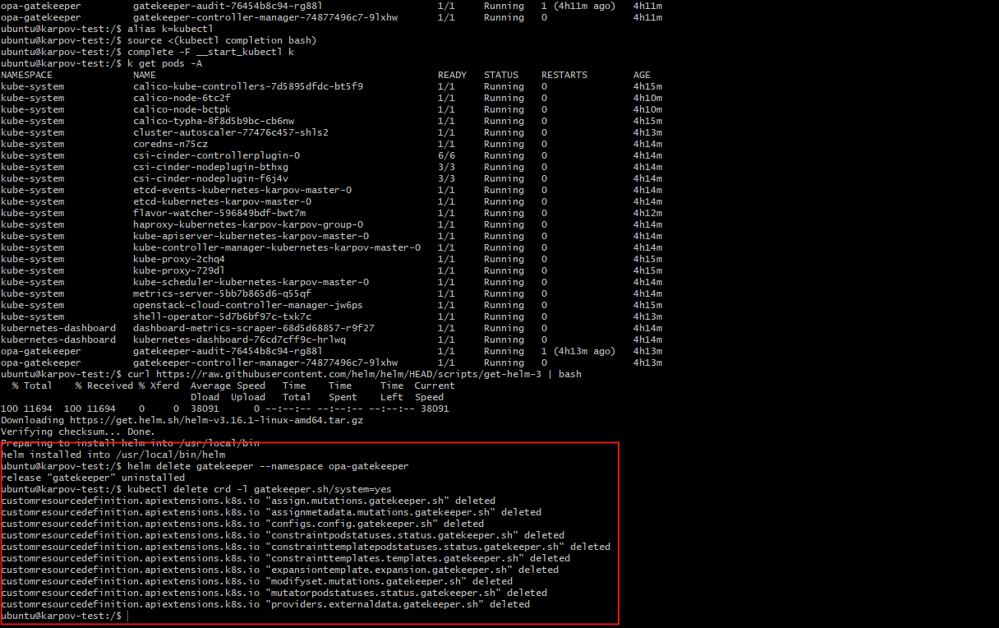 opa-gatekeeper gatekeeper-audit-76454b8c94-rg88l 1/1 Running 1 (4h11m ago) 4h11m
opa-gatekeeper gatekeeper-controller-manager-74877496c7-9lxhw 1/1 Running 0 4h11m
ubuntu@karpov-test:/$ alias k=kubectl
ubuntu@karpov-test:/$ source <(kubectl completion bash)
ubuntu@karpov-test:/$ complete -F __start_kubectl k
ubuntu@karpov-test:/$ k get pods -A
NAMESPACE NAME READY STATUS RESTARTS AGE
kube-system calico-kube-controllers-7d5895dfdc-bt5f9 1/1 Running 0 4h15m
kube-system calico-node-6tc2f 1/1 Running 0 4h10m
kube-system calico-node-bctpk 1/1 Running 0 4h10m
kube-system calico-typha-8f8d5b9bc-cb6nw 1/1 Running 0 4h15m
kube-system cluster-autoscaler-77476c457-shls2 1/1 Running 0 4h13m
kube-system coredns-n75cz 1/1 Running 0 4h14m
kube-system csi-cinder-controllerplugin-0 6/6 Running 0 4h14m
kube-system csi-cinder-nodeplugin-bthxg 3/3 Running 0 4h14m
kube-system csi-cinder-nodeplugin-f6j4v 3/3 Running 0 4h14m
kube-system etcd-events-kubernetes-karpov-master-0 1/1 Running 0 4h14m
kube-system etcd-kubernetes-karpov-master-0 1/1 Running 0 4h14m
kube-system flavor-watcher-596849bdf-bwt7m 1/1 Running 0 4h12m
kube-system haproxy-kubernetes-karpov-karpov-group-0 1/1 Running 0 4h14m
kube-system kube-apiserver-kubernetes-karpov-master-0 1/1 Running 0 4h14m
kube-system kube-controller-manager-kubernetes-karpov-master-0 1/1 Running 0 4h14m
kube-system kube-proxy-2chq4 1/1 Running 0 4h15m
kube-system kube-proxy-729dl 1/1 Running 0 4h15m
kube-system kube-scheduler-kubernetes-karpov-master-0 1/1 Running 0 4h14m
kube-system metrics-server-5bb7b865d6-q55qf 1/1 Running 0 4h14m
kube-system openstack-cloud-controller-manager-jw6ps 1/1 Running 0 4h15m
kube-system shell-operator-5d7b6bf97c-txk7c 1/1 Running 0 4h13m
kubernetes-dashboard dashboard-metrics-scraper-68d5d68857-r9f27 1/1 Running 0 4h14m
kubernetes-dashboard kubernetes-dashboard-76cd7cff9c-hrlwq 1/1 Running 0 4h14m
opa-gatekeeper gatekeeper-audit-76454b8c94-rg88l 1/1 Running 1 (4h13m ago) 4h13m
opa-gatekeeper gatekeeper-controller-manager-74877496c7-9lxhw 1/1 Running 0 4h13m
ubuntu@karpov-test:/$ curl https://raw.githubusercontent.com/helm/helm/HEAD/scripts/get-helm-3 | bash
% Total % Received % Xferd Average Speed Time Time Time Current
Dload Upload Total Spent Left Speed
100 11694 100 11694 0 0 38091 0 --:--:-- --:--:-- --:--:-- 38091
Downloading https://get.helm.sh/helm-v3.16.1-linux-amd64.tar.gz
Verifying checksum... Done.
Preparing to install helm into /usr/local/bin
helm installed into /usr/local/bin/helm
ubuntu@karpov-test:/$ helm delete gatekeeper --namespace opa-gatekeeper
release "gatekeeper" uninstalled
ubuntu@karpov-test:/$ kubectl delete crd -l gatekeeper.sh/system=yes
customresourcedefinition.apiextensions.k8s.io "assign.mutations.gatekeeper.sh" deleted
customresourcedefinition.apiextensions.k8s.io "assignmetadata.mutations.gatekeeper.sh" deleted
customresourcedefinition.apiextensions.k8s.io "configs.config.gatekeeper.sh" deleted
customresourcedefinition.apiextensions.k8s.io "constraintpodstatuses.status.gatekeeper.sh" deleted
customresourcedefinition.apiextensions.k8s.io "constrainttemplatepodstatuses.status.gatekeeper.sh" deleted
customresourcedefinition.apiextensions.k8s.io "constrainttemplates.templates.gatekeeper.sh" deleted
customresourcedefinition.apiextensions.k8s.io "expansiontemplate.expansion.gatekeeper.sh" deleted
customresourcedefinition.apiextensions.k8s.io "modifyset.mutations.gatekeeper.sh" deleted
customresourcedefinition.apiextensions.k8s.io "mutatorpodstatuses.status.gatekeeper.sh" deleted
customresourcedefinition.apiextensions.k8s.io "providers.externaldata.gatekeeper.sh" deleted
ubuntu@karpov-test:/$